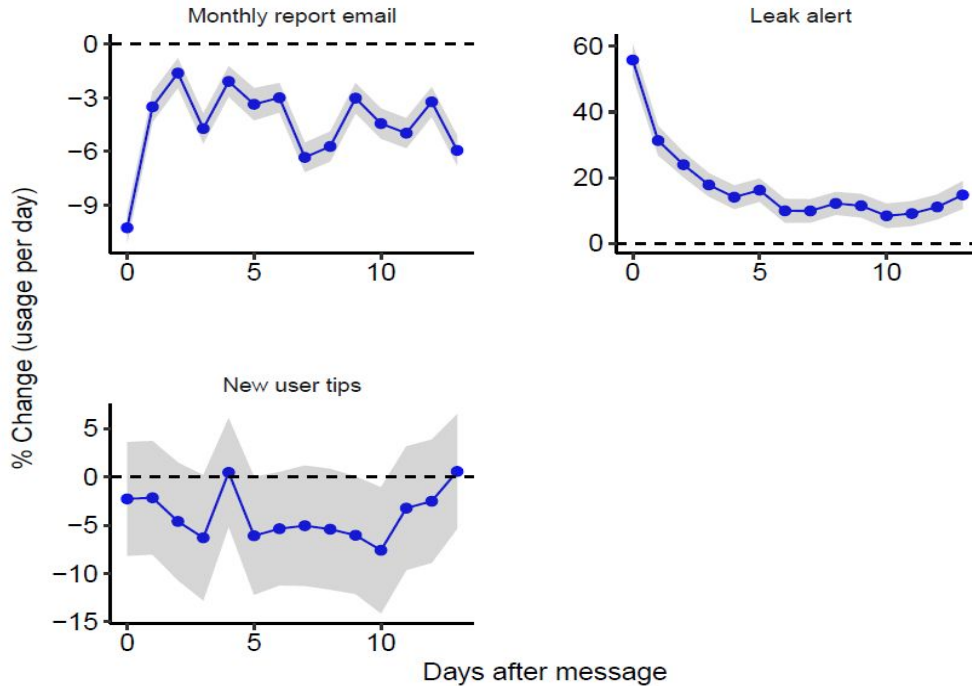 Monthly report email
0
−3
−6
−9
0 5 10
Leak alert
60
40
20
0
0 5 10
New user tips
5
0
−5
−10
−15
0 5 10
% Change (usage per day)
Days after message